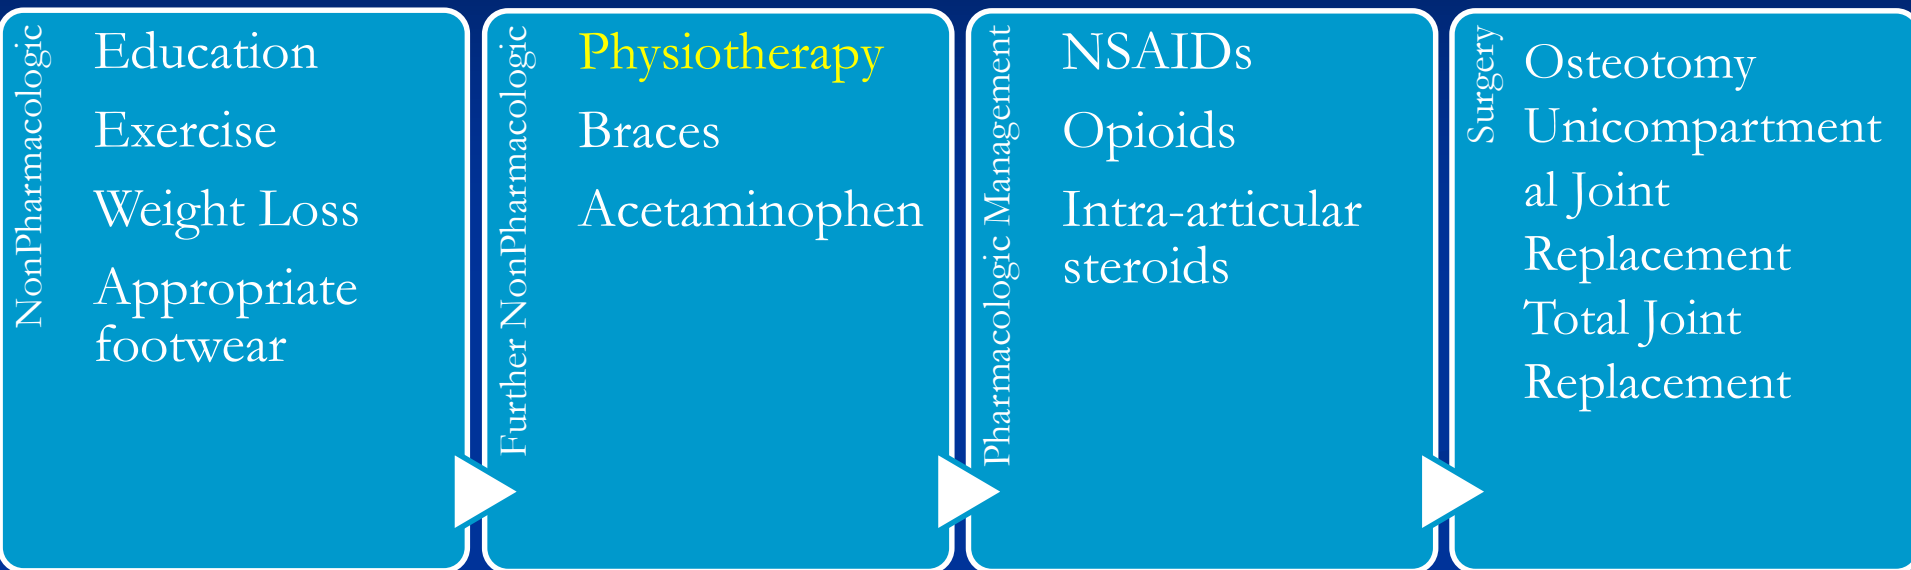 NonPharmacologic
Education
Exercise
Weight Loss
Appropriate
footwear
Further NonPharmacologic
Physiotherapy
Braces
Acetaminophen
Pharmacologic Management
NSAIDs
Opioids
Intra-articular
steroids
Surgery
Osteotomy
Unicompartment
al Joint
Replacement
Total Joint
Replacement